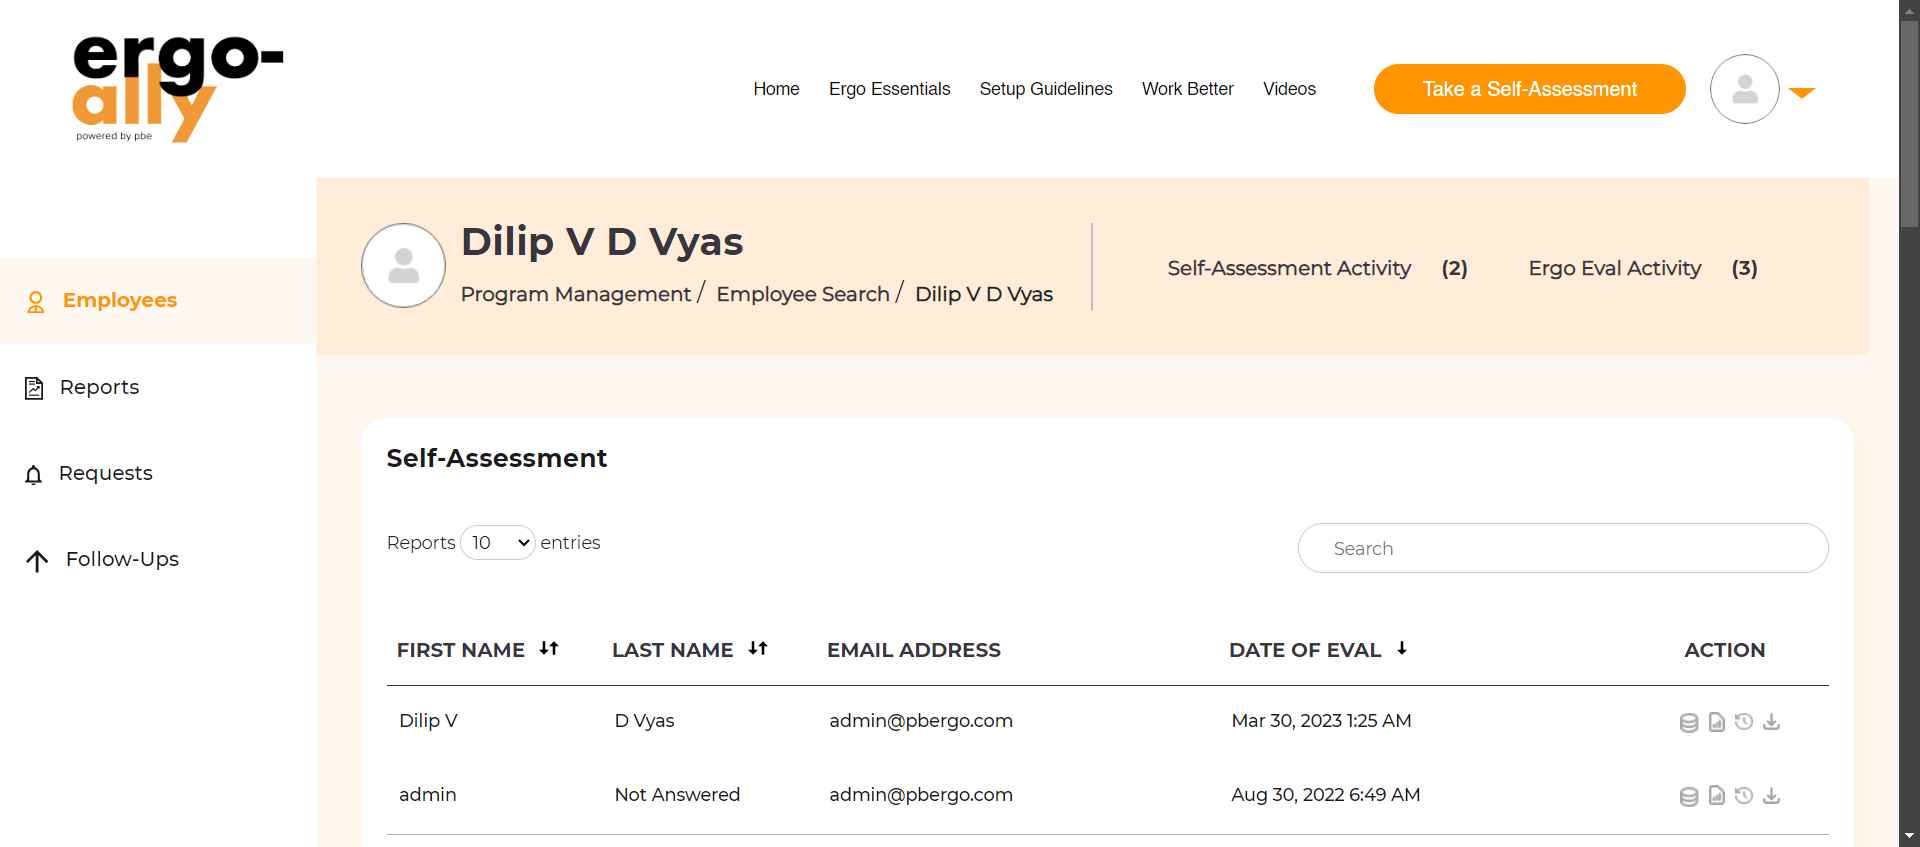 ergo-
ally
powered by pbe
Home Ergo Essentials Setup Guidelines Work Better Videos Take a Self-Assessment
Dilip V D Vyas
Program Management / Employee Search / Dilip V D Vyas
Self-Assessment Activity (2) Ergo Eval Activity (3)
Employees
Reports
Requests
Follow-Ups
Self-Assessment
Reports 10 entries
Search
FIRST NAME LAST NAME EMAIL ADDRESS DATE OF EVAL ACTION
Dilip V D Vyas admin@pbergo.com Mar 30, 2023 1:25 AM
admin Not Answered admin@pbergo.com Aug 30, 2022 6:49 AM